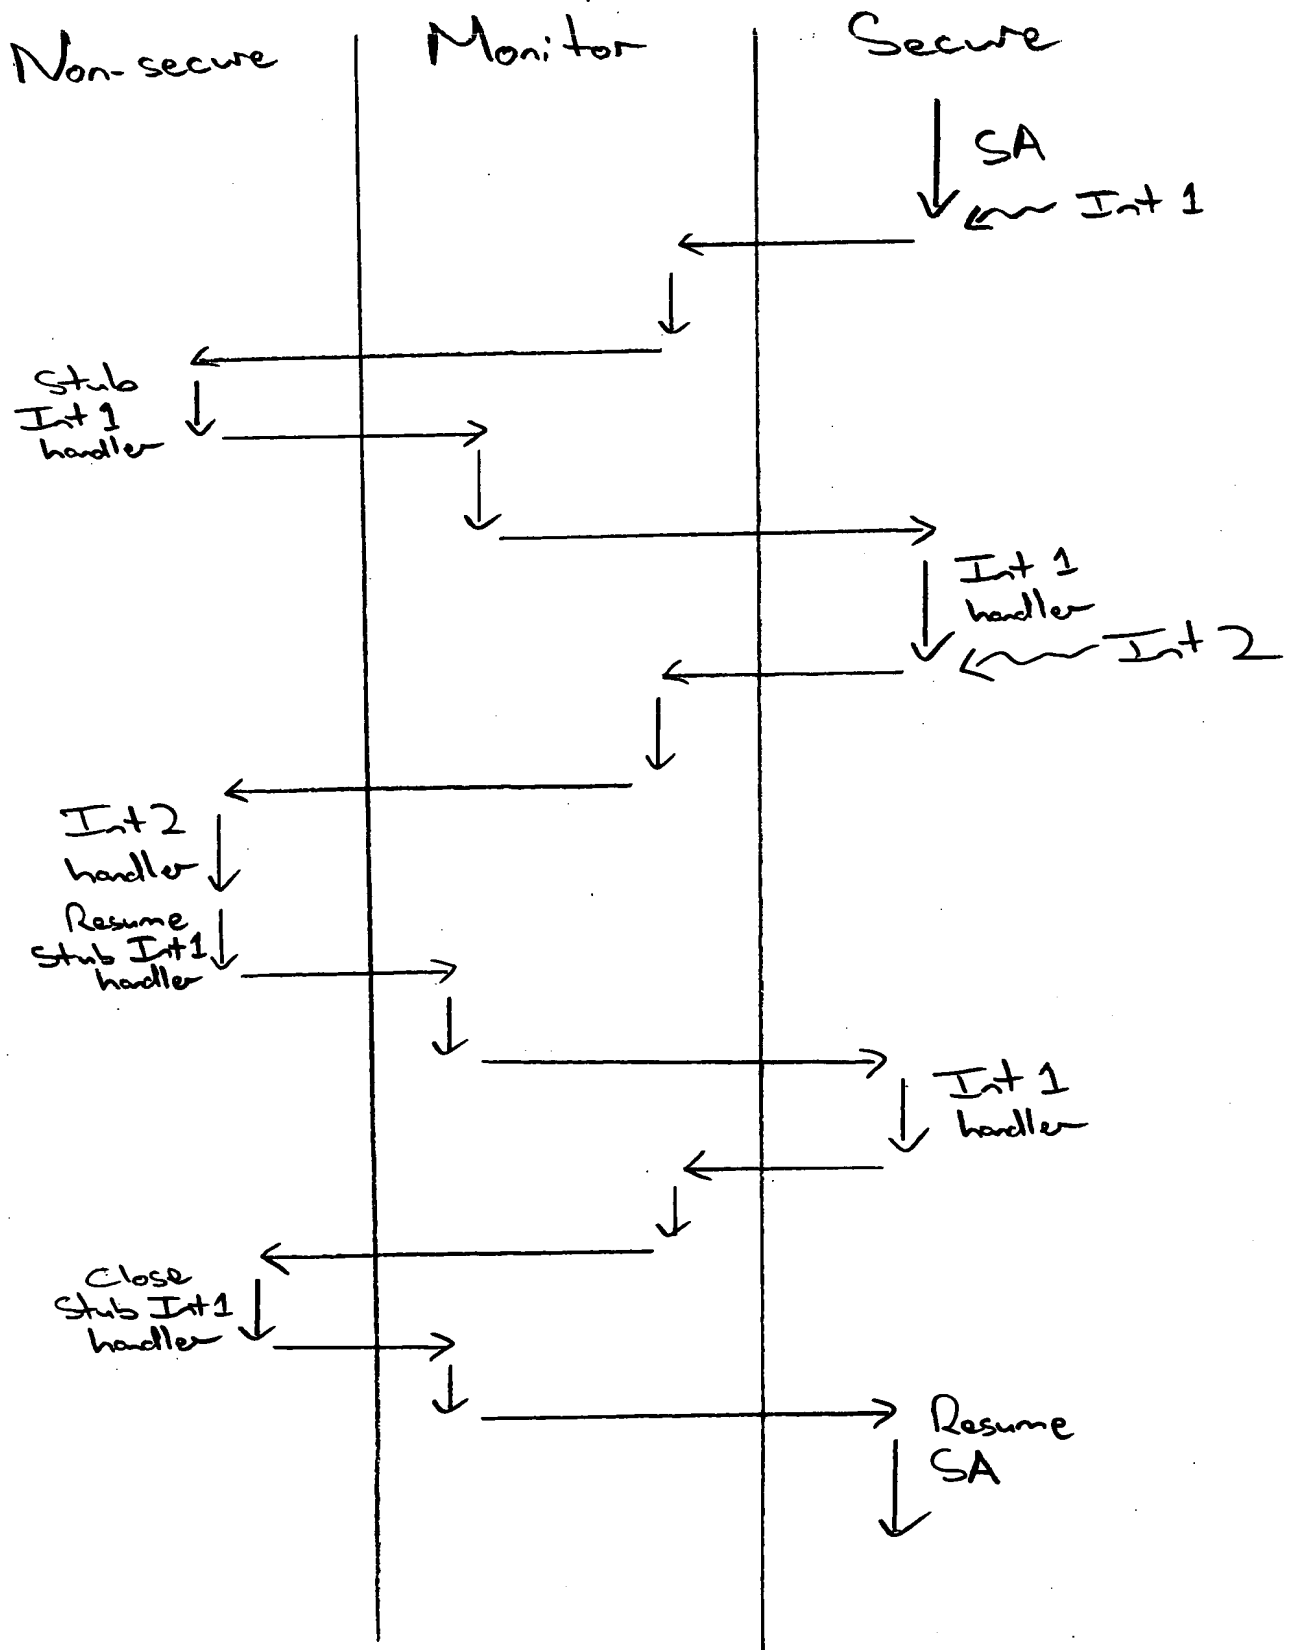 Non-secure
Monitor
Secure
SA
Int 1
Stub
Int 1
handler
Int 1
handler
Int 2
Int 2
handler
Resume
Stub Int 1
handler
Int 1
handler
Close
Stub Int 1
handler
Resume
SA